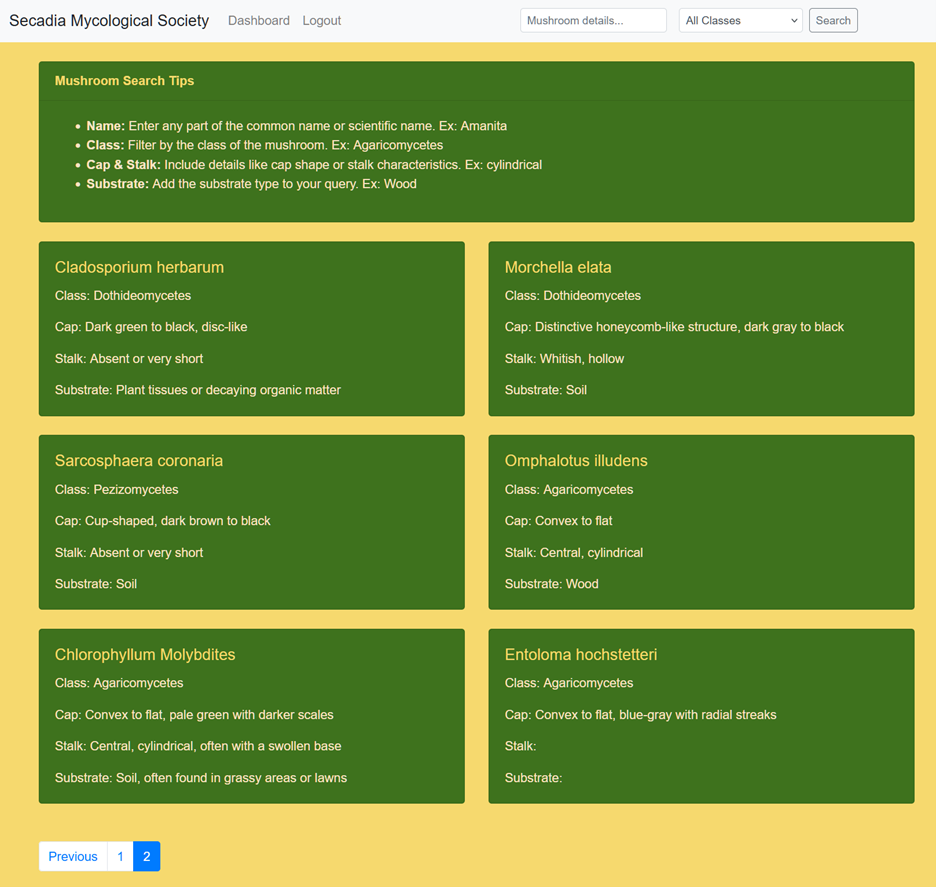 Secadia Mycological Society Dashboard Logout Mushroom details... All Classes Search
Mushroom Search Tips
• Name: Enter any part of the common name or scientific name. Ex: Amanita
• Class: Filter by the class of the mushroom. Ex: Agaricomycetes
• Cap & Stalk: Include details like cap shape or stalk characteristics. Ex: cylindrical
• Substrate: Add the substrate type to your query. Ex: Wood
Cladosporium herbarum
Class: Dothideomycetes
Cap: Dark green to black, disc-like
Stalk: Absent or very short
Substrate: Plant tissues or decaying organic matter
Morchella elata
Class: Dothideomycetes
Cap: Distinctive honeycomb-like structure, dark gray to black
Stalk: Whitish, hollow
Substrate: Soil
Sarcosphaera coronaria
Class: Pezizomycetes
Cap: Cup-shaped, dark brown to black
Stalk: Absent or very short
Substrate: Soil
Omphalotus illudens
Class: Agaricomycetes
Cap: Convex to flat
Stalk: Central, cylindrical
Substrate: Wood
Chlorophyllum Molybdites
Class: Agaricomycetes
Cap: Convex to flat, pale green with darker scales
Stalk: Central, cylindrical, often with a swollen base
Substrate: Soil, often found in grassy areas or lawns
Entoloma hochstetteri
Class: Agaricomycetes
Cap: Convex to flat, blue-gray with radial streaks
Stalk:
Substrate:
Previous 1 2